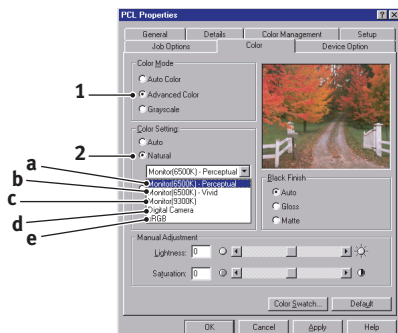 PCL Properties
General Details Color Management Setup
Job Options Color Device Option
Color Mode
Auto Color
1 Advanced Color
Grayscale
Color Setting:
Auto
2 Natural
Monitor(6500K) - Perceptual
a Monitor(6500K) - Perceptual
b Monitor(6500K) - Vivid
c Monitor(9300K)
d Digital Camera
e sRGB
Black Finish
Auto
Gloss
Matte
Manual Adjustment
Lightness: 0
Saturation: 0
Color Swatch... Default
OK Cancel Apply Help